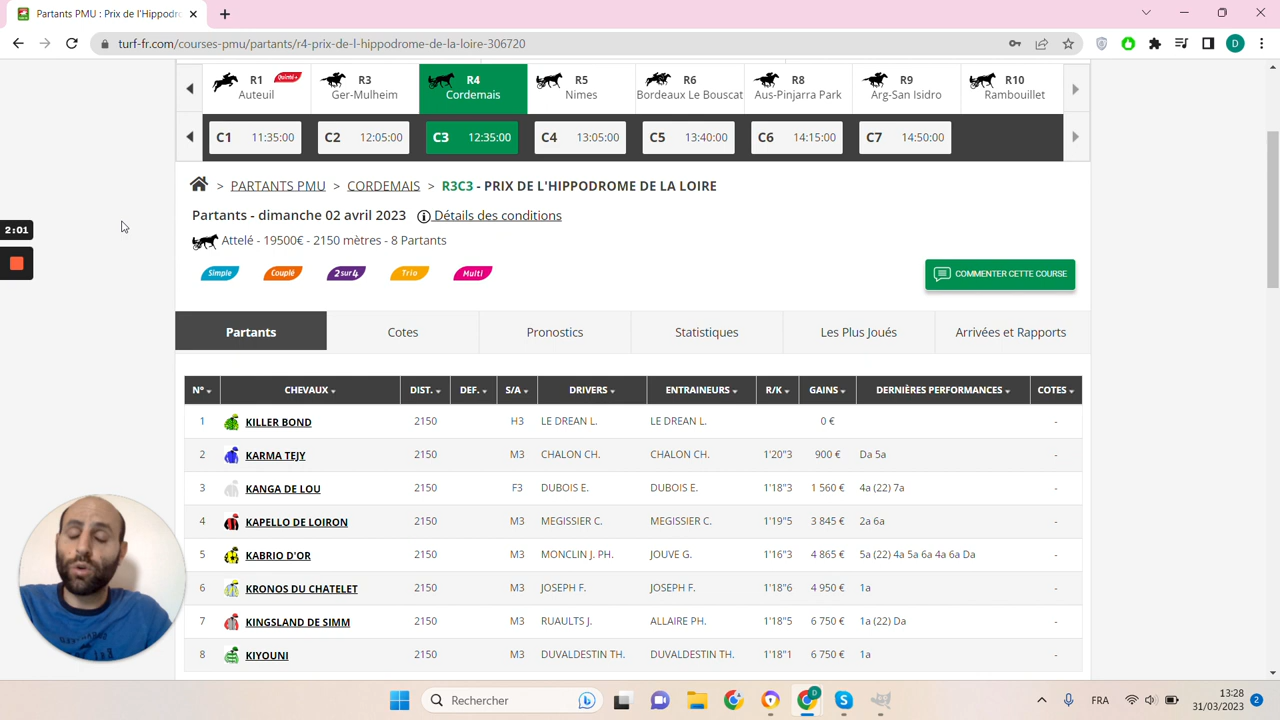 Partants PMU : Prix de l'Hippodr
turf-fr.com/courses-pmu/partants/r4-prix-de-l-hippodrome-de-la-loire-306720
D
R1 Quinté+ R3 R4 R5 R6 R8 R9 R10
Auteuil Ger-Mulheim Cordemais Nimes Bordeaux Le Bouscat Aus-Pinjarra Park Arg-San Isidro Rambouillet
C1 11:35:00 C2 12:05:00 C3 12:35:00 C4 13:05:00 C5 13:40:00 C6 14:15:00 C7 14:50:00
> PARTANTS PMU > CORDEMAIS > R3C3 - PRIX DE L'HIPPODROME DE LA LOIRE
Partants - dimanche 02 avril 2023 Détails des conditions
2:01
Attelé - 19500€ - 2150 mètres - 8 Partants
Simple Couplé 2sur4 Trio Multi COMMENTER CETTE COURSE
Partants Cotes Pronostics Statistiques Les Plus Joués Arrivées et Rapports
N° CHEVAUX DIST. DEF. S/A DRIVERS ENTRAINEURS R/K GAINS DERNIÈRES PERFORMANCES COTES
1 KILLER BOND 2150 H3 LE DREAN L. LE DREAN L. 0 € -
2 KARMA TEJY 2150 M3 CHALON CH. CHALON CH. 1'20"3 900 € Da 5a -
3 KANGA DE LOU 2150 F3 DUBOIS E. DUBOIS E. 1'18"3 1 560 € 4a (22) 7a -
4 KAPELLO DE LOIRON 2150 M3 MEGISSIER C. MEGISSIER C. 1'19"5 3 845 € 2a 6a -
5 KABRIO D'OR 2150 M3 MONCLIN J. PH. JOUVE G. 1'16"3 4 865 € 5a (22) 4a 5a 6a 4a 6a Da -
6 KRONOS DU CHATELET 2150 M3 JOSEPH F. JOSEPH F. 1'18"6 4 950 € 1a -
7 KINGSLAND DE SIMM 2150 M3 RUAULTS J. ALLAIRE PH. 1'18"5 6 750 € 1a (22) Da -
8 KIYOUNI 2150 M3 DUVALDESTIN TH. DUVALDESTIN TH. 1'18"1 6 750 € 1a -
Rechercher D FRA 13:28
31/03/2023 2